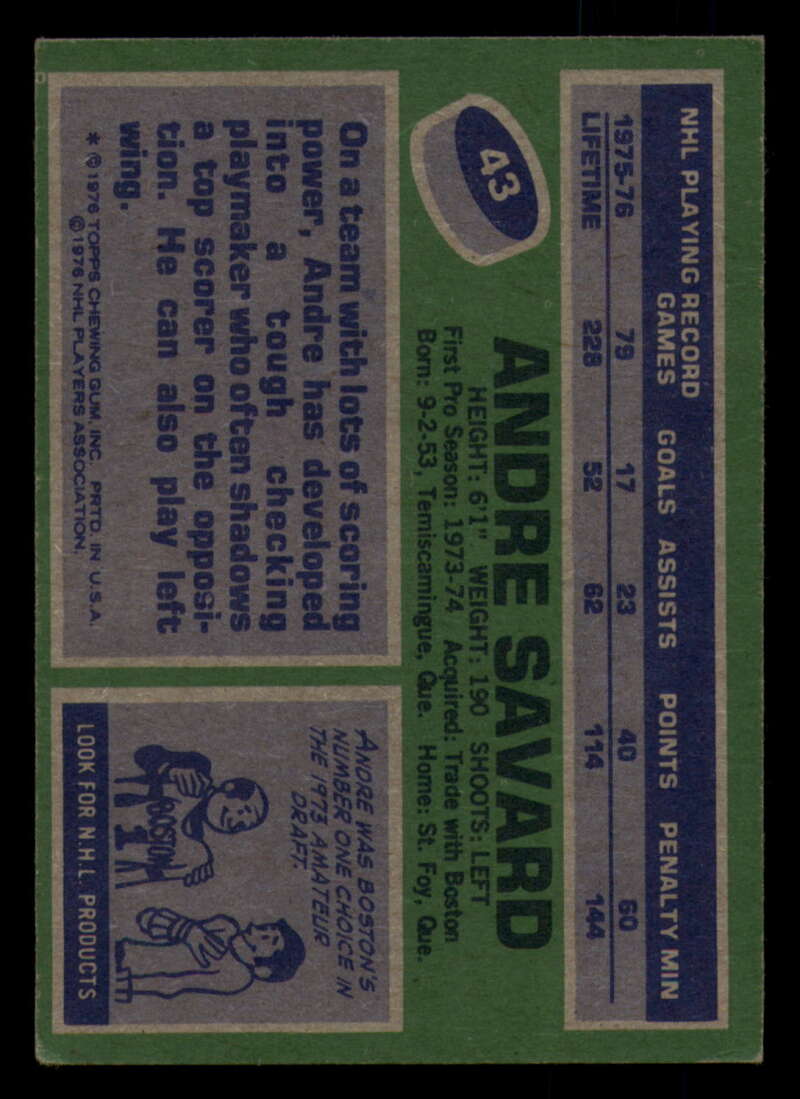 43
NHL PLAYING RECORD
GAMES GOALS ASSISTS POINTS PENALTY MIN
1975-76 79 17 23 40 60
LIFETIME 228 52 62 114 144
ANDRE SAVARD
HEIGHT: 6'1" WEIGHT: 190 SHOOTS: LEFT
First Pro Season: 1973-74 Acquired: Trade with Boston
Born: 9-2-53, Temiscamingue, Que. Home: St. Foy, Que.
On a team with lots of scoring
power, Andre has developed
into a tough checking
playmaker who often shadows
a top scorer on the opposi-
tion. He can also play left
wing.
* ©1976 TOPPS CHEWING GUM, INC. PRTD. IN U.S.A.
©1976 NHL PLAYERS ASSOCIATION.
ANDRE WAS BOSTON'S
NUMBER ONE CHOICE IN
THE 1973 AMATEUR
DRAFT.
BOSTON
1
LOOK FOR N.H.L. PRODUCTS